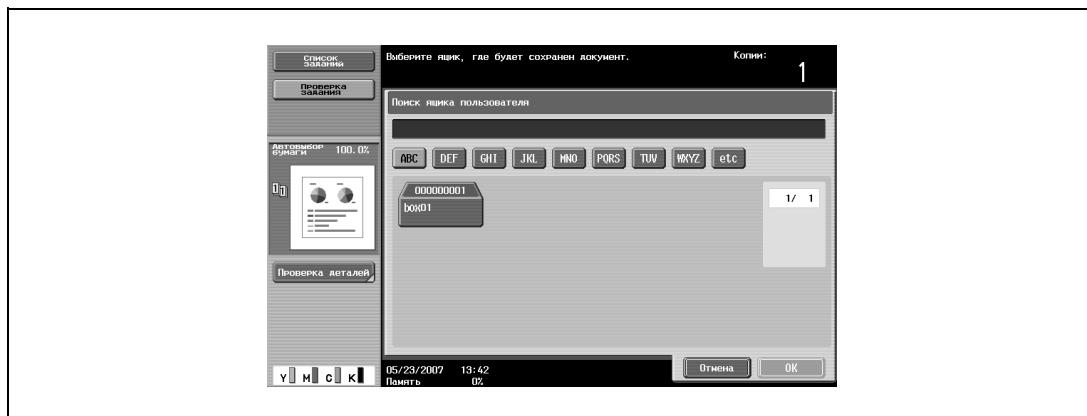 Список
заданий
Проверка
задания
Автовыбор
бумаги 100.0%
Проверка деталей
Y M C K
Выберите ящик, где будет сохранен документ.
Копии:
1
Поиск ящика пользователя
ABC DEF GHI JKL MNO PQRS TUV WXYZ etc
000000001
box01
1/ 1
05/23/2007 13:42
Память 0%
Отмена OK